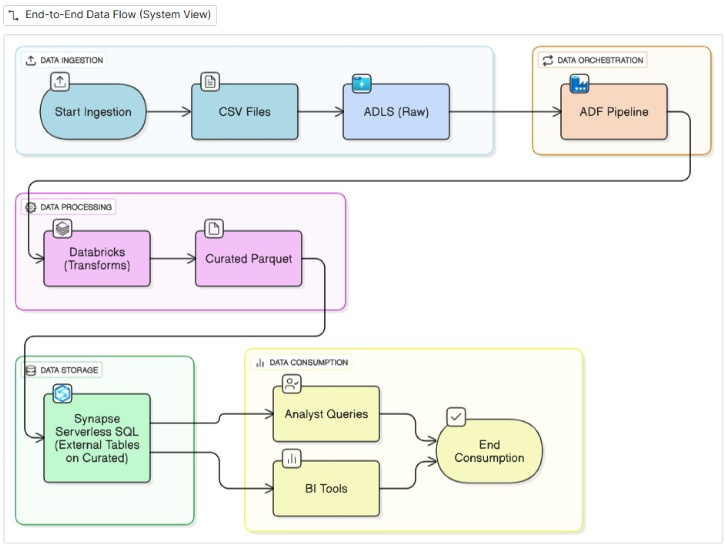 End-to-End Data Flow (System View)
DATA INGESTION
Start Ingestion
CSV Files
ADLS (Raw)
DATA ORCHESTRATION
ADF Pipeline
DATA PROCESSING
Databricks
(Transforms)
Curated Parquet
DATA STORAGE
Synapse
Serverless SQL
(External Tables
on Curated)
DATA CONSUMPTION
Analyst Queries
BI Tools
End
Consumption